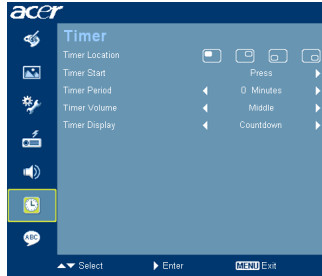 acer
Timer
Timer Location
Timer Start Press
Timer Period 0 Minutes
Timer Volume Middle
Timer Display Countdown
ABC
Select Enter MENU Exit